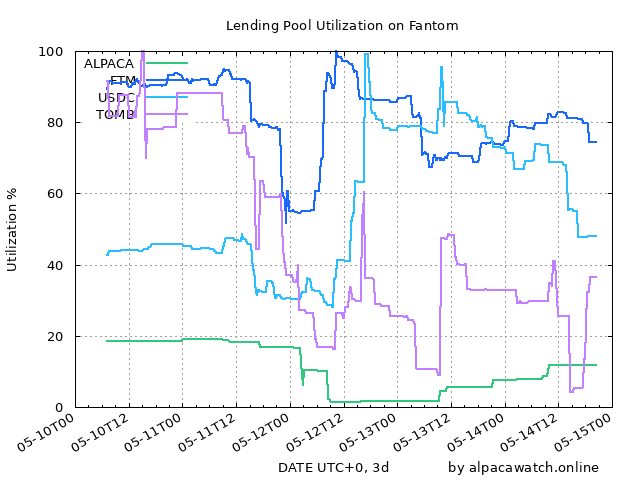 Lending Pool Utilization on Fantom
ALPACA
FTM
USDC
TOMB
100
80
60
40
20
0
Utilization %
05-10T00
05-10T12
05-11T00
05-11T12
05-12T00
05-12T12
05-13T00
05-13T12
05-14T00
05-14T12
05-15T00
DATE UTC+0, 3d
by alpacawatch.online